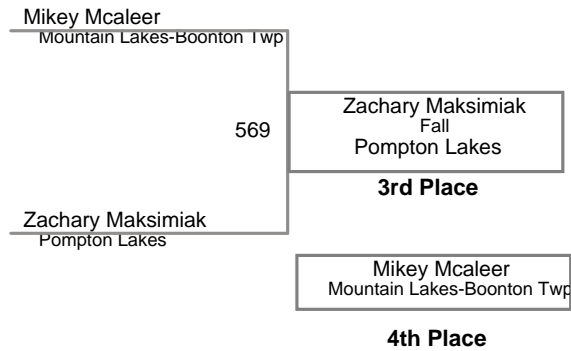 Mikey Mcaleer
Mountain Lakes-Boonton Twp
569
Zachary Maksimiak
Fall
Pompton Lakes
3rd Place
Zachary Maksimiak
Pompton Lakes
Mikey Mcaleer
Mountain Lakes-Boonton Twp
4th Place